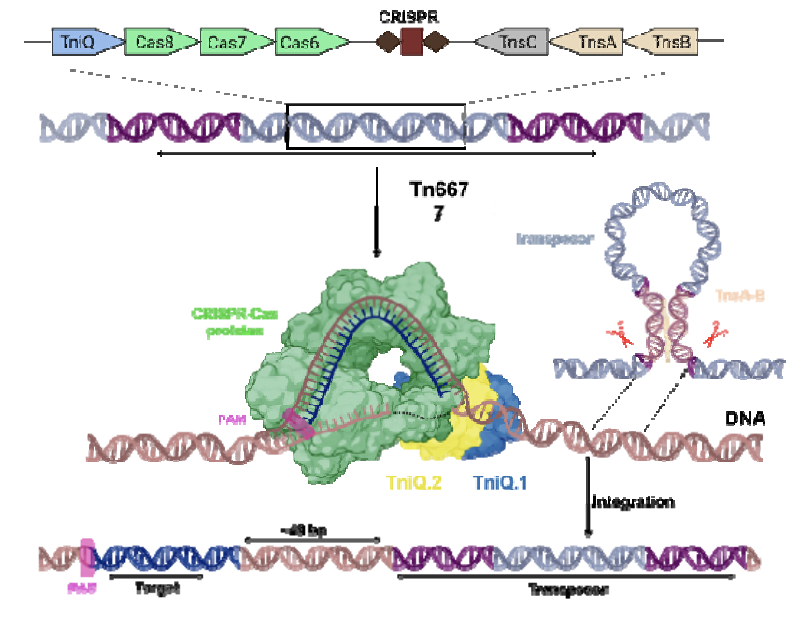 CRISPR
TniQ Cas8 Cas7 Cas6 TnsC TnsA TnsB
Tn667
7
Transposon
TnsA-B
CRISPR-Cas
proteins
PAM
DNA
TniQ.2 TniQ.1
Integration
~49 bp
PAM Target Transposon